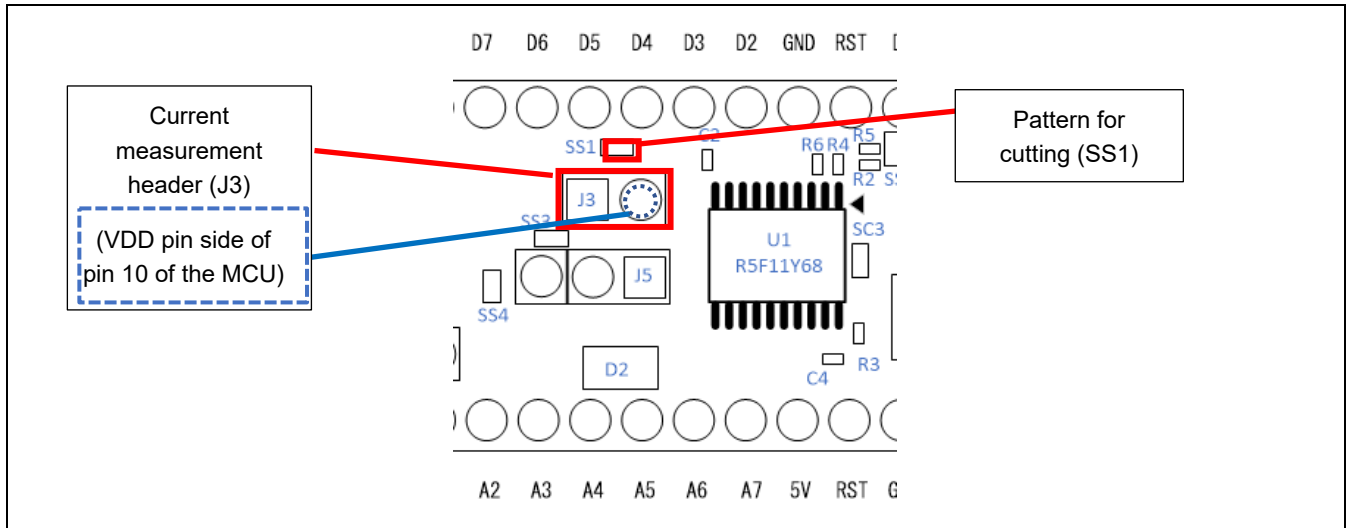 D7 D6 D5 D4 D3 D2 GND RST
Current
measurement
header (J3)
(VDD pin side of
pin 10 of the MCU)
Pattern for
cutting (SS1)
SS1
C2
R6 R4
R5
R2
J3
SS3
U1
R5F11Y68
SC3
J5
SS4
D2
C4
R3
A2 A3 A4 A5 A6 A7 5V RST